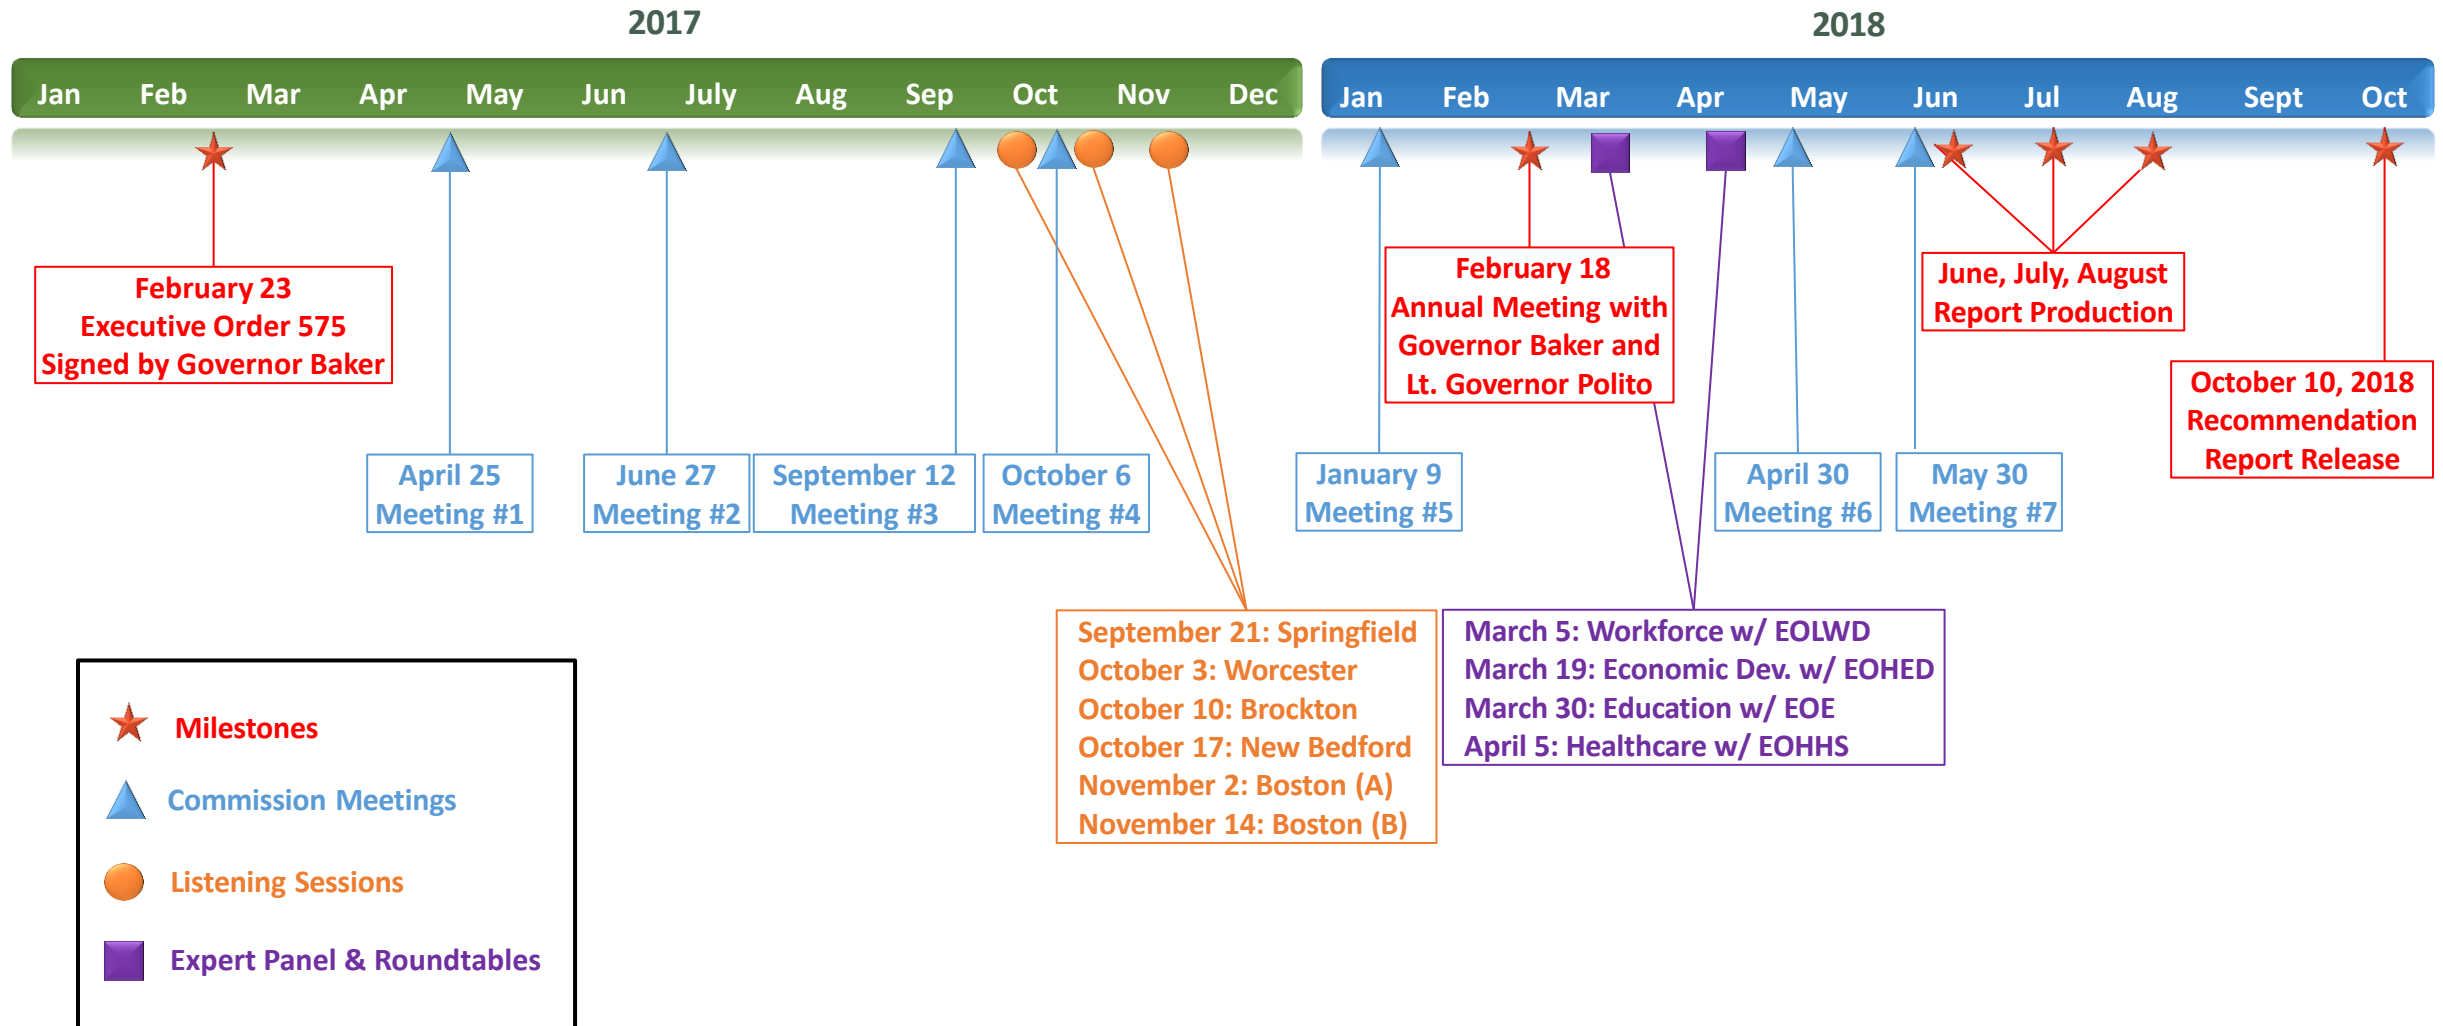 2017
2018
Jan Feb Mar Apr May Jun July Aug Sep Oct Nov Dec
Jan Feb Mar Apr May Jun Jul Aug Sept Oct
February 23
Executive Order 575
Signed by Governor Baker
February 18
Annual Meeting with
Governor Baker and
Lt. Governor Polito
June, July, August
Report Production
October 10, 2018
Recommendation
Report Release
April 25
Meeting #1
June 27
Meeting #2
September 12
Meeting #3
October 6
Meeting #4
January 9
Meeting #5
April 30
Meeting #6
May 30
Meeting #7
September 21: Springfield
October 3: Worcester
October 10: Brockton
October 17: New Bedford
November 2: Boston (A)
November 14: Boston (B)
March 5: Workforce w/ EOLWD
March 19: Economic Dev. w/ EOHED
March 30: Education w/ EOE
April 5: Healthcare w/ EOHHS
Milestones
Commission Meetings
Listening Sessions
Expert Panel & Roundtables